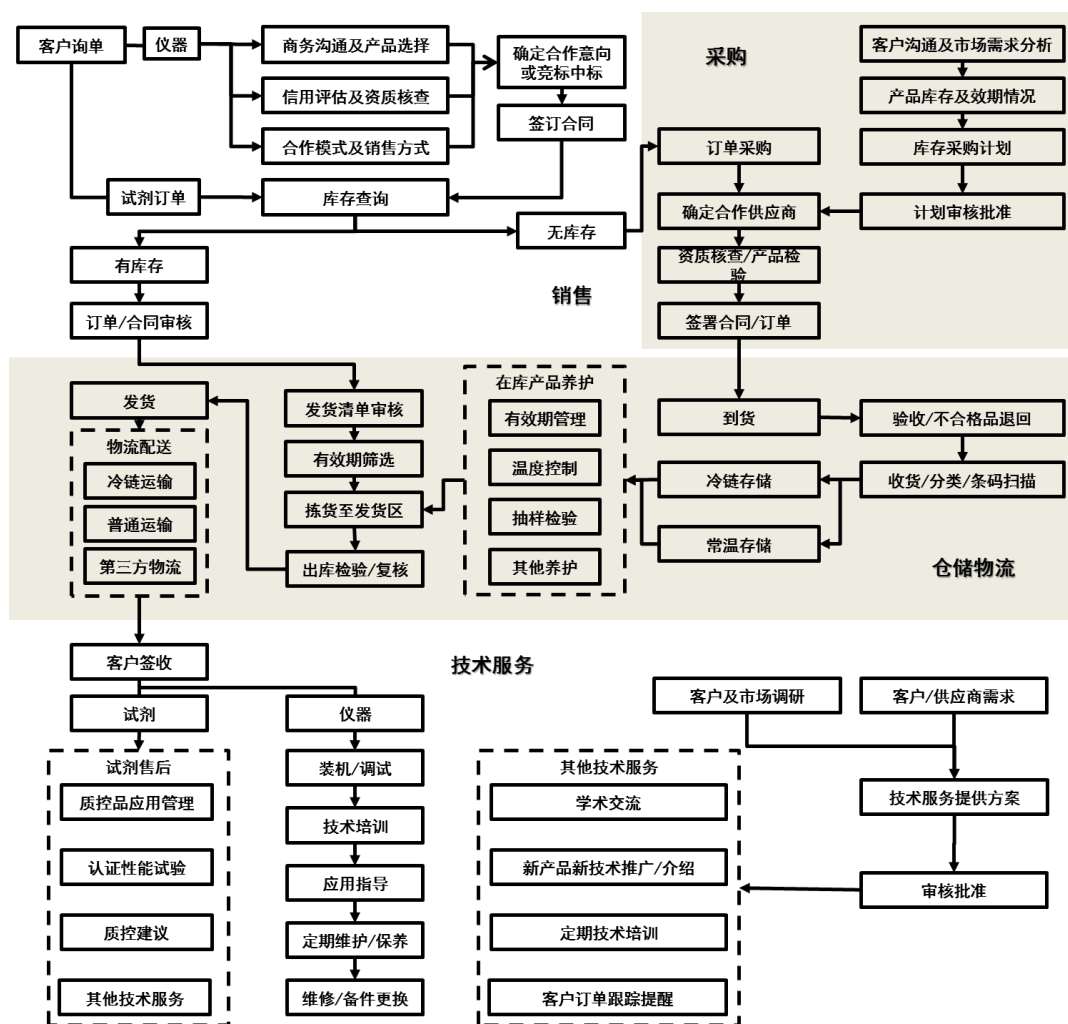 客户询单
仪器
商务沟通及产品选择
信用评估及资质核查
合作模式及销售方式
确定合作意向
或竞标中标
签订合同
试剂订单
库存查询
无库存
有库存
订单/合同审核
销售
采购
客户沟通及市场需求分析
产品库存及效期情况
库存采购计划
计划审核批准
订单采购
确定合作供应商
资质核查/产品检
验
签署合同/订单
发货
物流配送
冷链运输
普通运输
第三方物流
发货清单审核
有效期筛选
拣货至发货区
出库检验/复核
在库产品养护
有效期管理
温度控制
抽样检验
其他养护
到货
验收/不合格品退回
冷链存储
收货/分类/条码扫描
常温存储
仓储物流
客户签收
技术服务
试剂
仪器
试剂售后
质控品应用管理
认证性能试验
质控建议
其他技术服务
装机/调试
技术培训
应用指导
定期维护/保养
维修/备件更换
其他技术服务
学术交流
新产品新技术推广/介绍
定期技术培训
客户订单跟踪提醒
客户及市场调研
客户/供应商需求
技术服务提供方案
审核批准